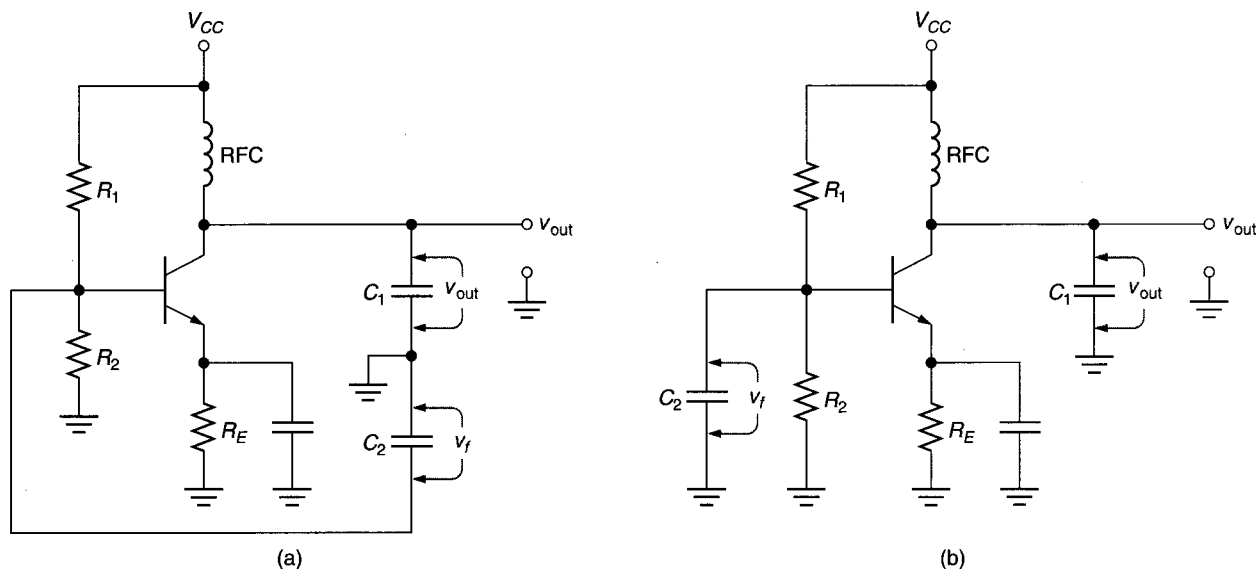 V_CC
RFC
R_1
v_out
C_1
v_out
R_2
R_E
C_2
v_f
(a)
V_CC
RFC
R_1
v_out
C_1
v_out
C_2
v_f
R_2
R_E
(b)